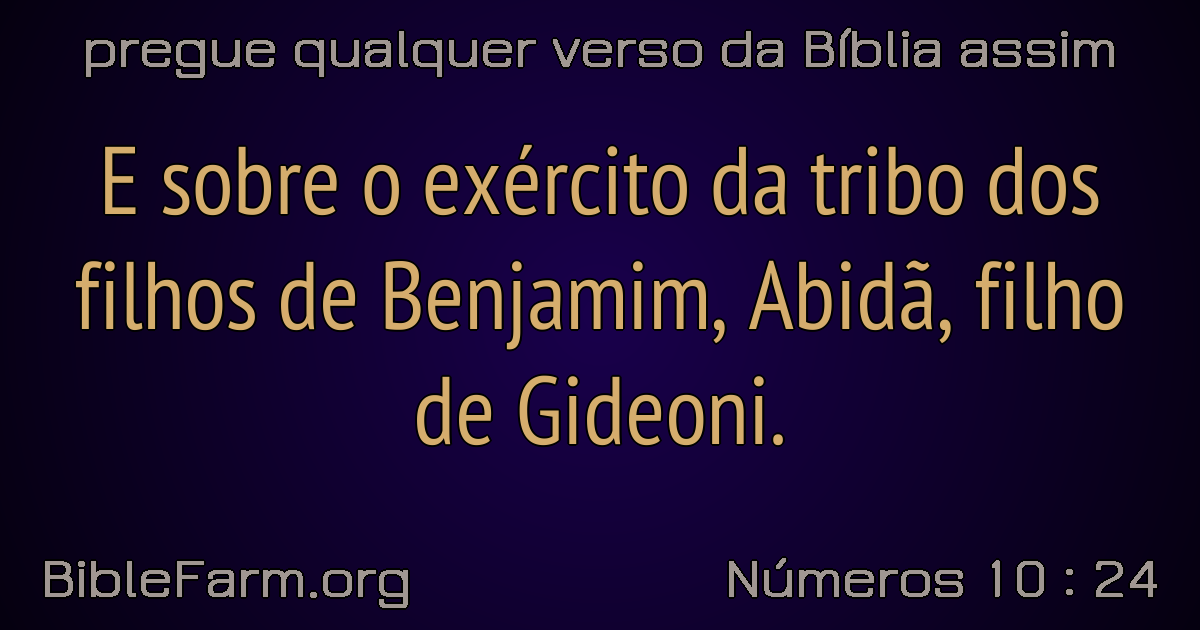 pregue qualquer verso da Bíblia assim
E sobre o exército da tribo dos
filhos de Benjamim, Abidã, filho
de Gideoni.
BibleFarm.org
Números 10 : 24